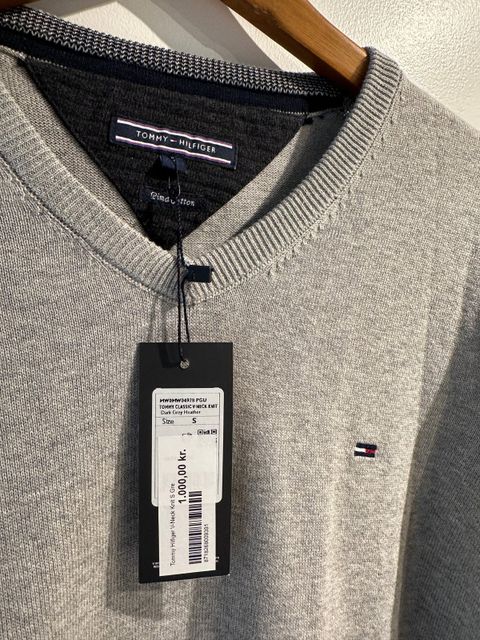 TOMMY HILFIGER
Pima Cotton
TOMMY CLASSIC V-NECK KNIT
Dark Grey Heather
Size S
1.000,00 kr.
Tommy Hilfiger V-Neck Knit S Gre